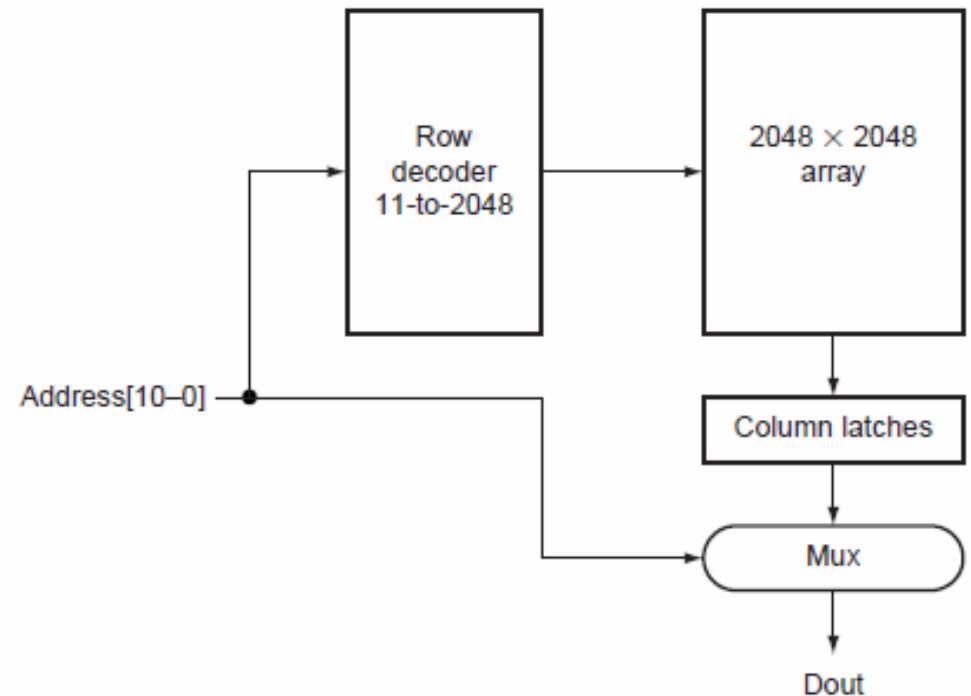 Row
decoder
11-to-2048
2048 × 2048
array
Address[10–0]
Column latches
Mux
Dout